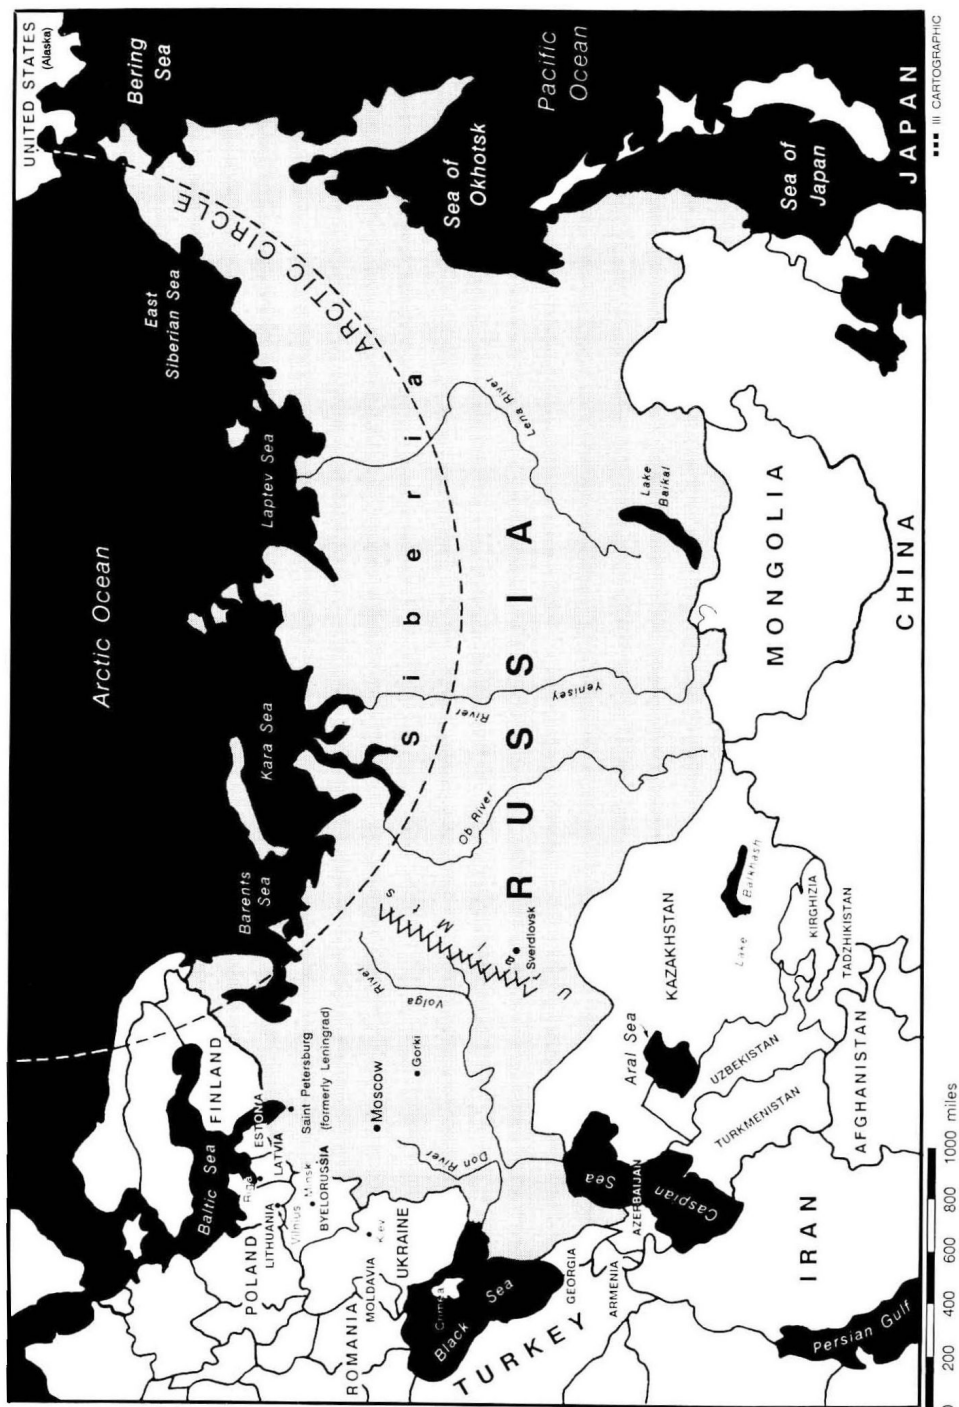 UNITED STATES
(Alaska)
Bering
Sea
Pacific
Ocean
Arctic Ocean
East
Siberian Sea
ARCTIC CIRCLE
Sea of
Okhotsk
Sea of
Japan
JAPAN
Laptev Sea
Kara Sea
Barents
Sea
Siberia
Lena River
Lake
Baikal
RUSSIA
Yenisey
River
Ob River
Ural Mts
Sverdlovsk
Volga
River
Gorki
Moscow
Don River
Saint Petersburg
(formerly Leningrad)
FINLAND
Baltic Sea
ESTONIA
LATVIA
Riga
LITHUANIA
Vilnius
Minsk
BYELORUSSIA
POLAND
Kiev
UKRAINE
MOLDAVIA
ROMANIA
Crimea
Black
Sea
TURKEY
GEORGIA
ARMENIA
AZERBAIJAN
Caspian
Sea
Aral Sea
KAZAKHSTAN
Lake
Balkhash
UZBEKISTAN
TURKMENISTAN
KIRGHIZIA
TADZHIKISTAN
AFGHANISTAN
IRAN
Persian Gulf
MONGOLIA
CHINA
0 200 400 600 800 1000 miles
III CARTOGRAPHIC